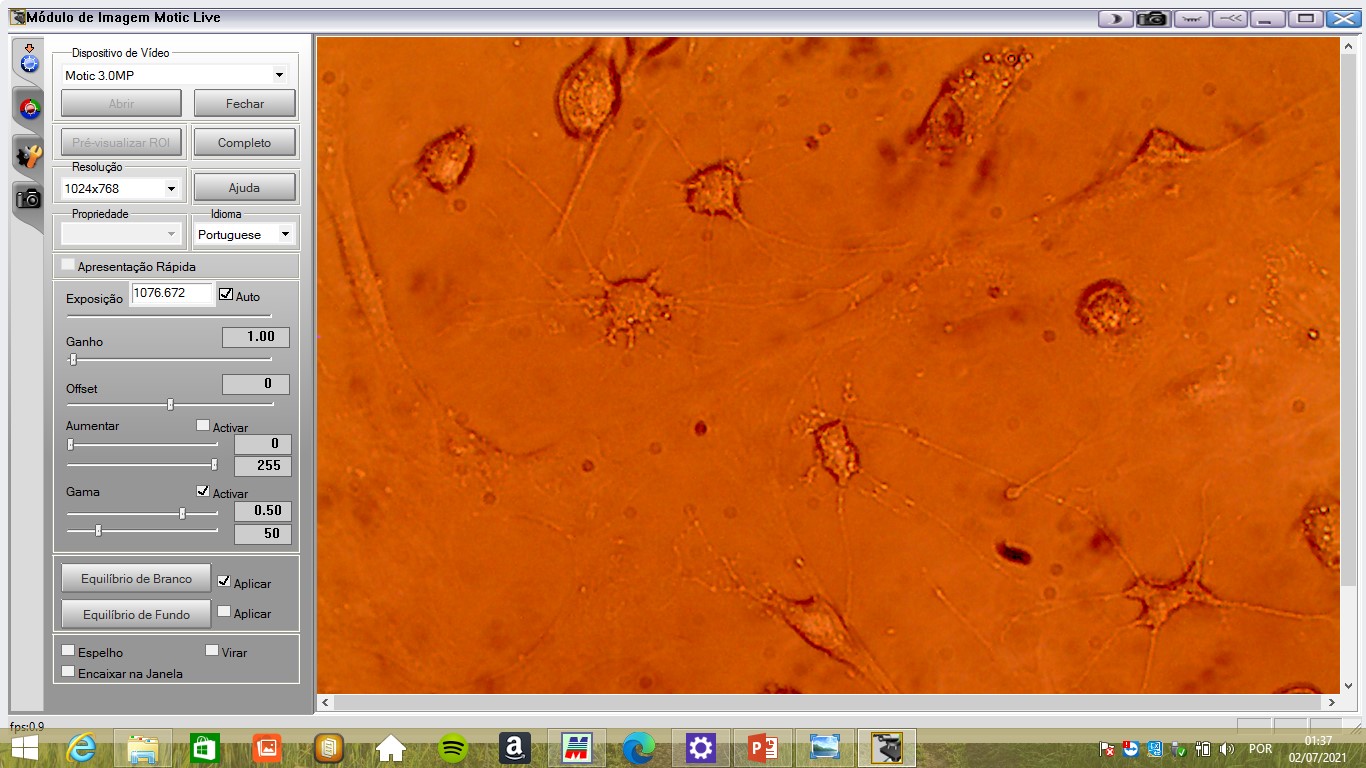 Módulo de Imagem Motic Live
Dispositivo de Vídeo
Motic 3.0MP
Abrir
Fechar
Pré-visualizar ROI
Completo
Resolução
1024x768
Ajuda
Propriedade
Idioma
Portuguese
Apresentação Rápida
Exposição
1076.672
Auto
Ganho
1.00
Offset
0
Aumentar
Activar
0
255
Gama
Activar
0.50
50
Equilíbrio de Branco
Aplicar
Equilíbrio de Fundo
Aplicar
Espelho
Virar
Encaixar na Janela
fps:0.9
POR
01:37
02/07/2021